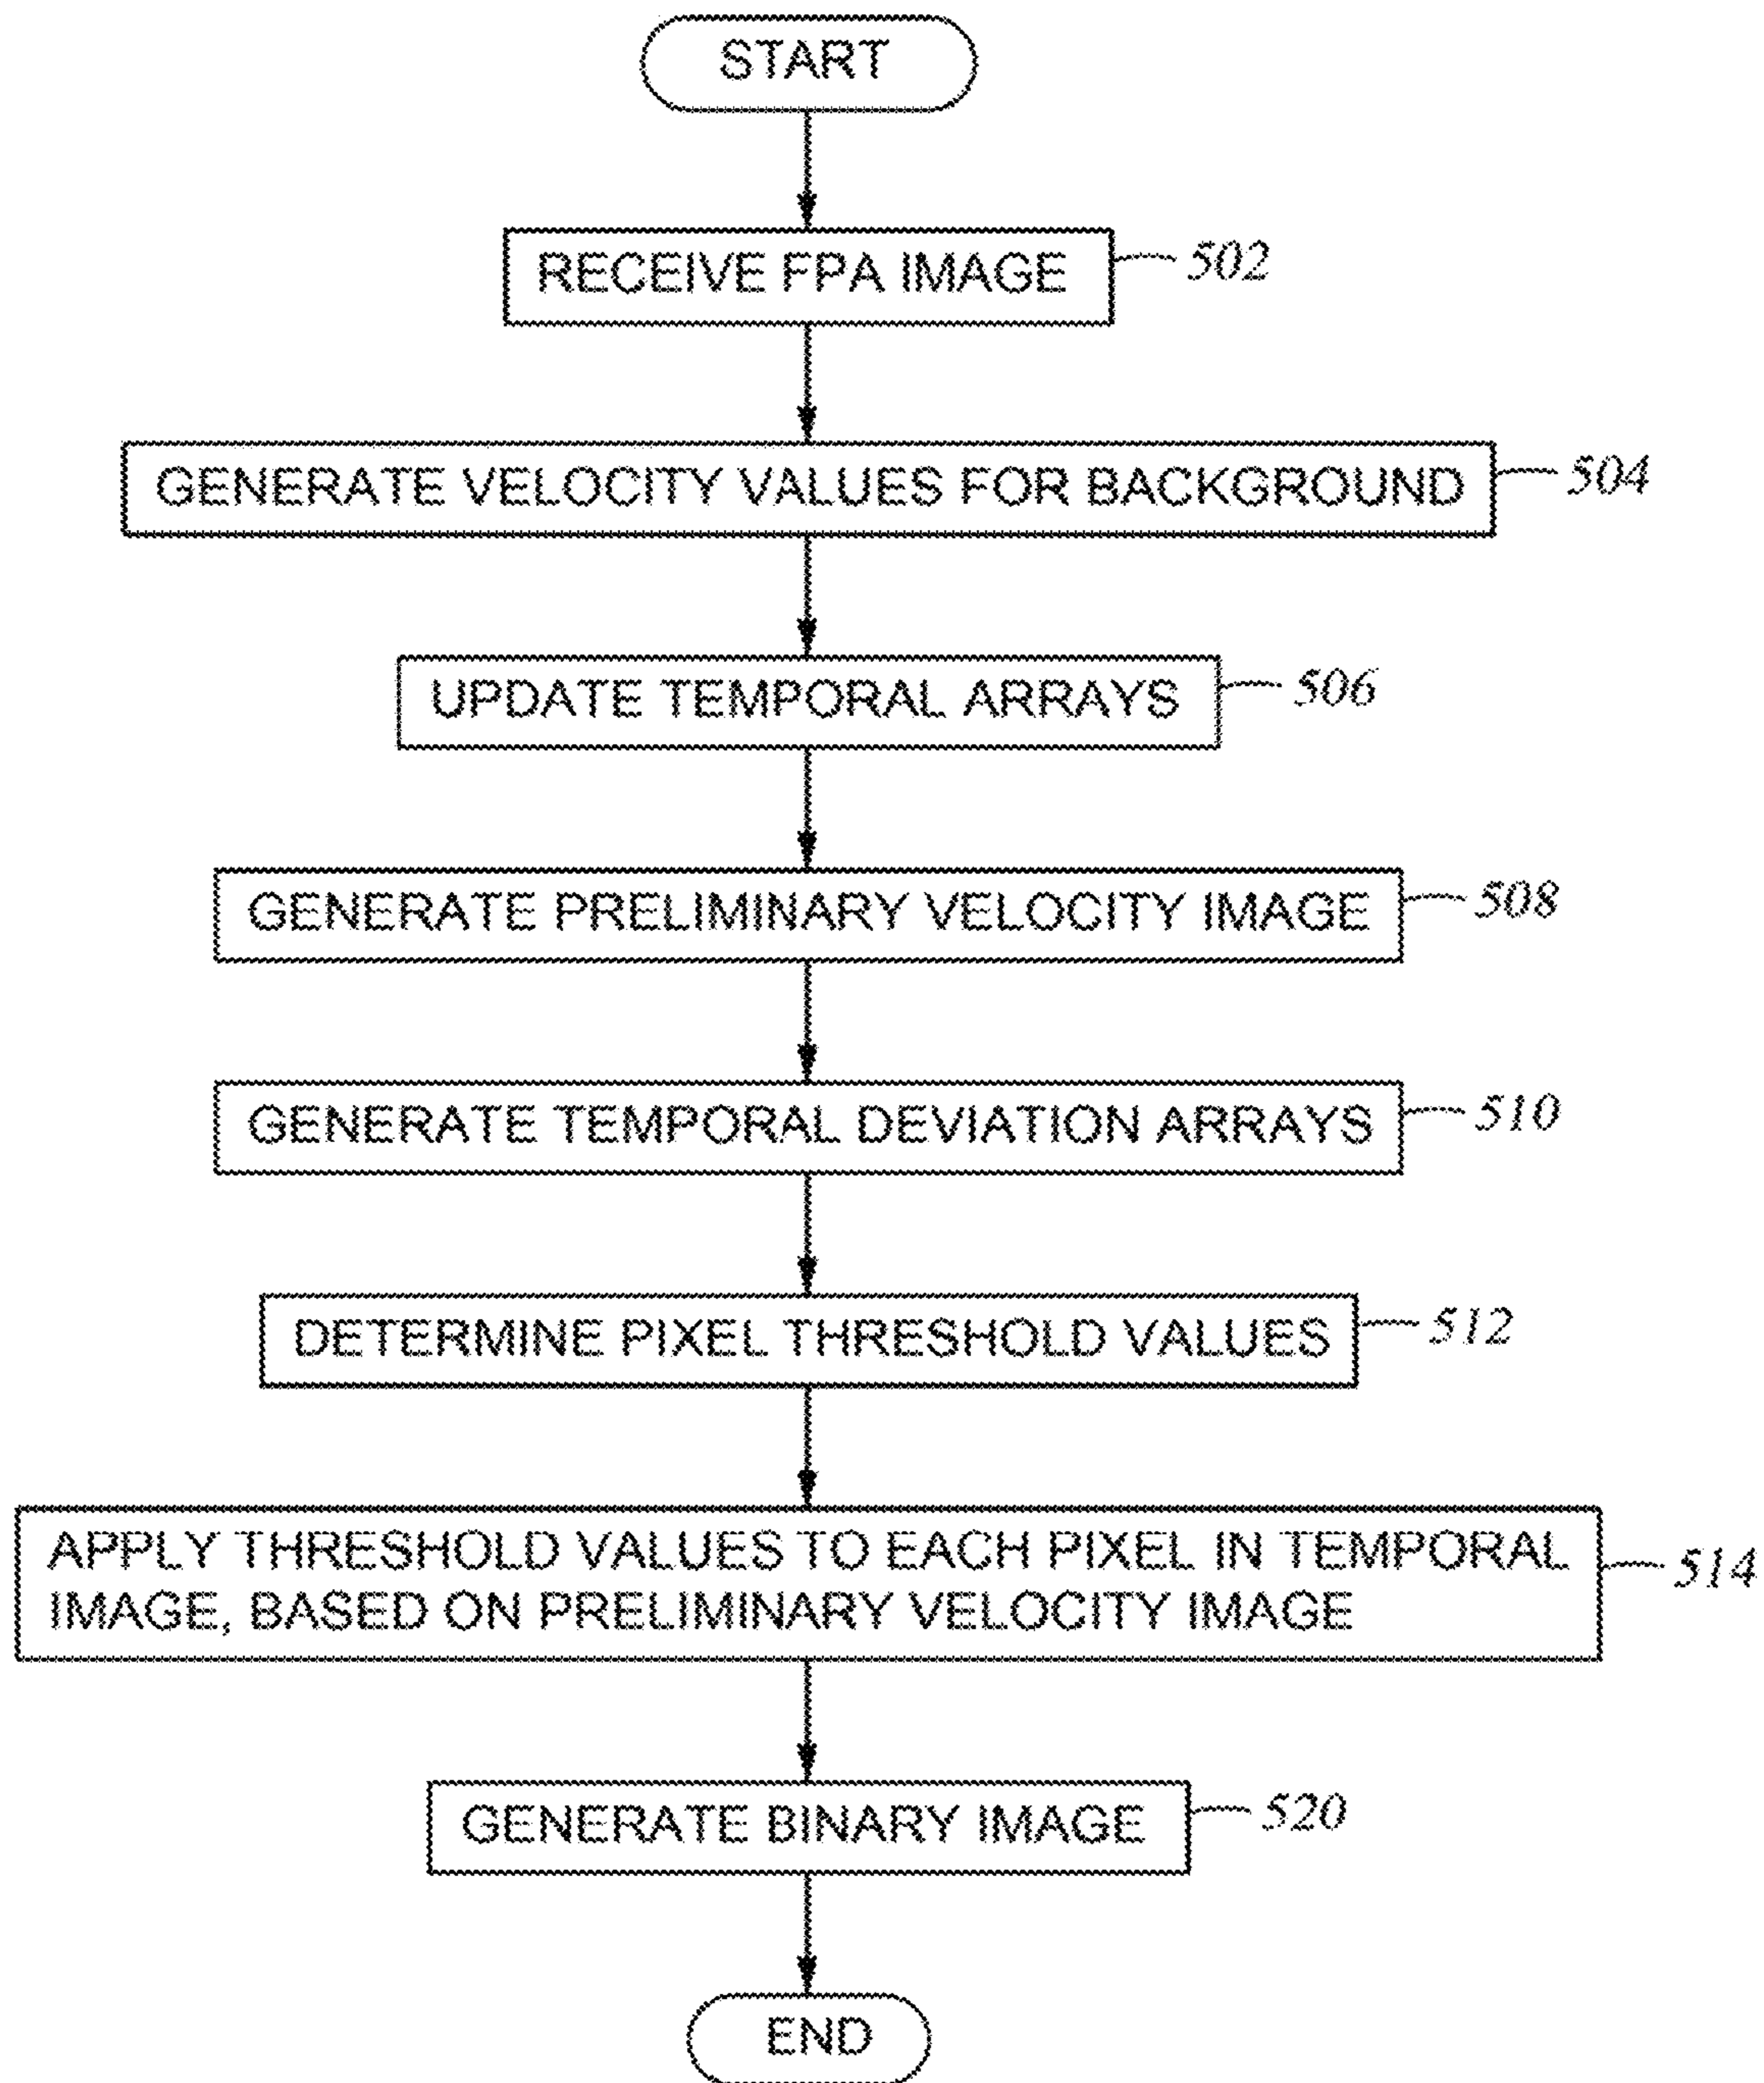 START
RECEIVE FPA IMAGE
502
GENERATE VELOCITY VALUES FOR BACKGROUND
504
UPDATE TEMPORAL ARRAYS
506
GENERATE PRELIMINARY VELOCITY IMAGE
508
GENERATE TEMPORAL DEVIATION ARRAYS
510
DETERMINE PIXEL THRESHOLD VALUES
512
APPLY THRESHOLD VALUES TO EACH PIXEL IN TEMPORAL
IMAGE, BASED ON PRELIMINARY VELOCITY IMAGE
514
GENERATE BINARY IMAGE
520
END